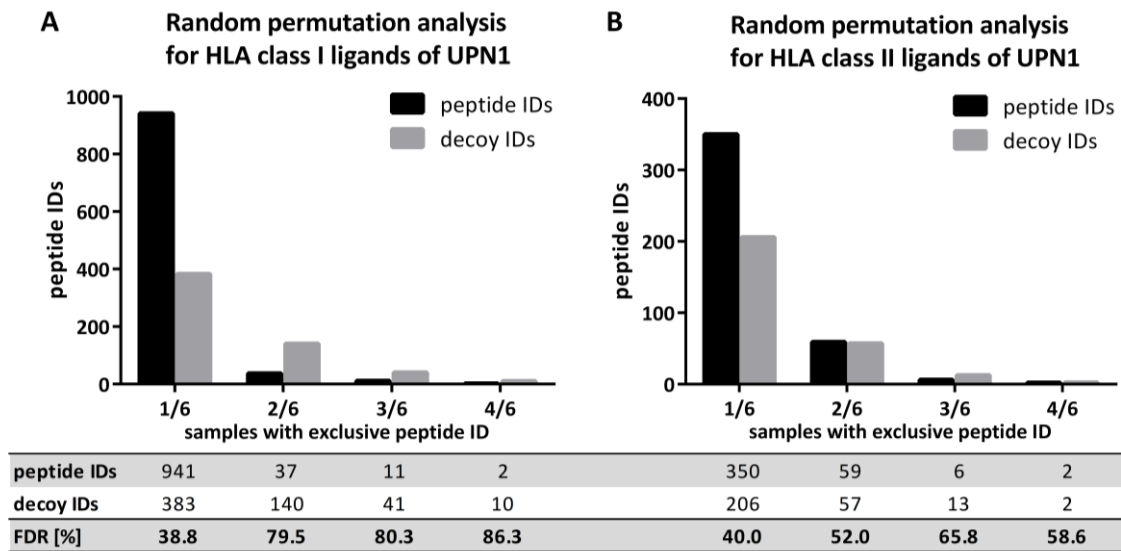 A
Random permutation analysis
for HLA class I ligands of UPN1
peptide IDs
decoy IDs
peptide IDs
1000
800
600
400
200
0
1/6 2/6 3/6 4/6
samples with exclusive peptide ID
B
Random permutation analysis
for HLA class II ligands of UPN1
peptide IDs
decoy IDs
peptide IDs
400
300
200
100
0
1/6 2/6 3/6 4/6
samples with exclusive peptide ID
peptide IDs 941 37 11 2 350 59 6 2
decoy IDs 383 140 41 10 206 57 13 2
FDR [%] 38.8 79.5 80.3 86.3 40.0 52.0 65.8 58.6